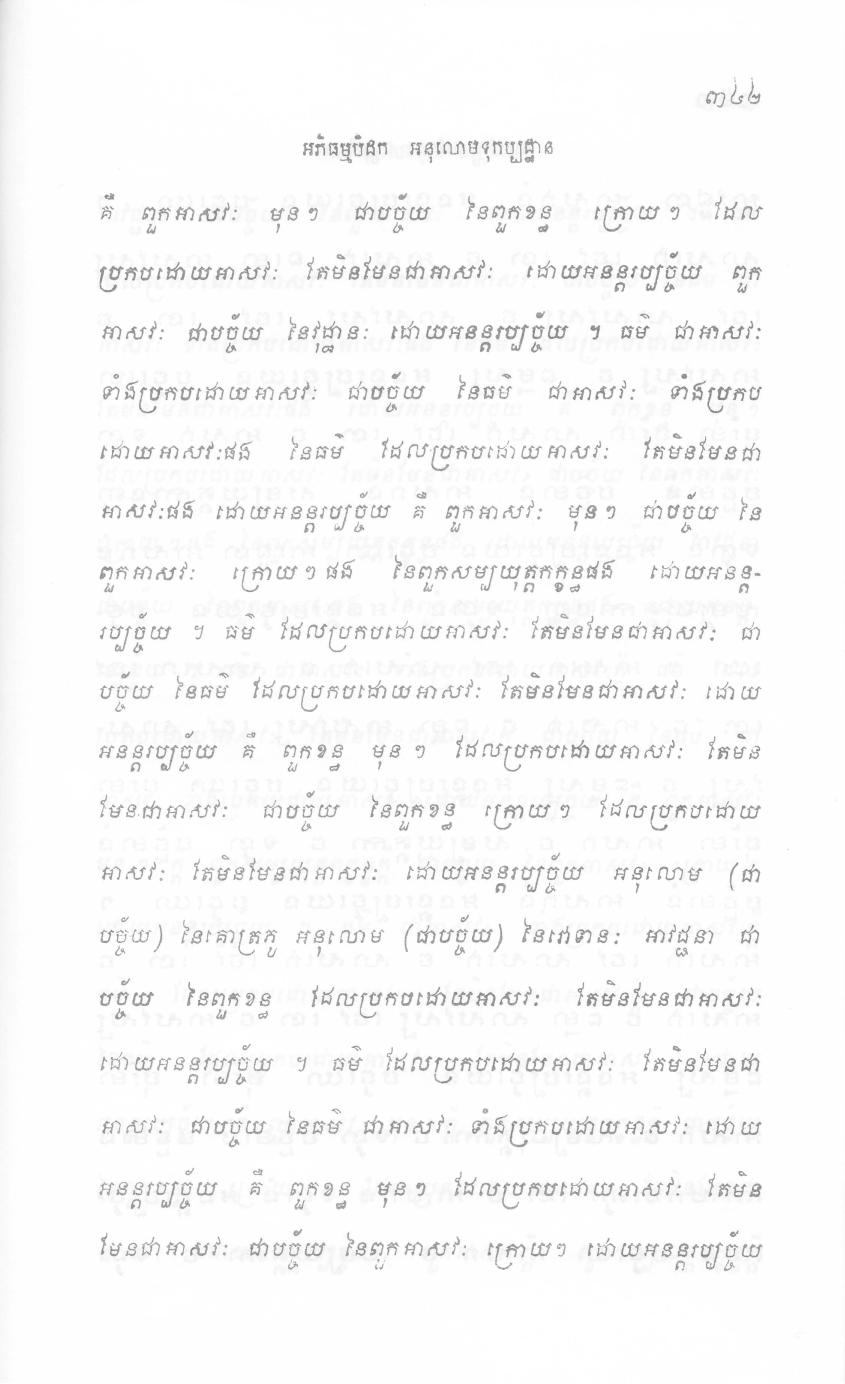 ៣៤២
អភិធម្មបិដក អនុលោមទុកប្បដ្ឋាន
គឺ ពួកអាសវៈ មុនៗ ជាបច្ច័យ នៃពួកខន្ធ ក្រោយៗ ដែល
ប្រកបដោយអាសវៈ តែមិនមែនជាអាសវៈ ដោយអនន្តរប្បច្ច័យ ពួក
អាសវៈ ជាបច្ច័យ នៃវុដ្ឋានៈ ដោយអនន្តរប្បច្ច័យ ។ ធម៌ ជាអាសវៈ
ទាំងប្រកបដោយអាសវៈ ជាបច្ច័យ នៃធម៌ ជាអាសវៈ ទាំងប្រកប
ដោយអាសវៈផង នៃធម៌ ដែលប្រកបដោយអាសវៈ តែមិនមែនជា
អាសវៈផង ដោយអនន្តរប្បច្ច័យ គឺ ពួកអាសវៈ មុនៗ ជាបច្ច័យ នៃ
ពួកអាសវៈ ក្រោយៗផង នៃពួកសម្បយុត្តកក្ខន្ធផង ដោយអនន្ត-
រប្បច្ច័យ ។ ធម៌ ដែលប្រកបដោយអាសវៈ តែមិនមែនជាអាសវៈ ជា
បច្ច័យ នៃធម៌ ដែលប្រកបដោយអាសវៈ តែមិនមែនជាអាសវៈ ដោយ
អនន្តរប្បច្ច័យ គឺ ពួកខន្ធ មុនៗ ដែលប្រកបដោយអាសវៈ តែមិន
មែនជាអាសវៈ ជាបច្ច័យ នៃពួកខន្ធ ក្រោយៗ ដែលប្រកបដោយ
អាសវៈ តែមិនមែនជាអាសវៈ ដោយអនន្តរប្បច្ច័យ អនុលោម (ជា
បច្ច័យ) នៃគោត្រភូ អនុលោម (ជាបច្ច័យ) នៃវោទានៈ អាវជ្ជនា ជា
បច្ច័យ នៃពួកខន្ធ ដែលប្រកបដោយអាសវៈ តែមិនមែនជាអាសវៈ
ដោយអនន្តរប្បច្ច័យ ។ ធម៌ ដែលប្រកបដោយអាសវៈ តែមិនមែនជា
អាសវៈ ជាបច្ច័យ នៃធម៌ ជាអាសវៈ ទាំងប្រកបដោយអាសវៈ ដោយ
អនន្តរប្បច្ច័យ គឺ ពួកខន្ធ មុនៗ ដែលប្រកបដោយអាសវៈ តែមិន
មែនជាអាសវៈ ជាបច្ច័យ នៃពួកអាសវៈ ក្រោយៗ ដោយអនន្តរប្បច្ច័យ